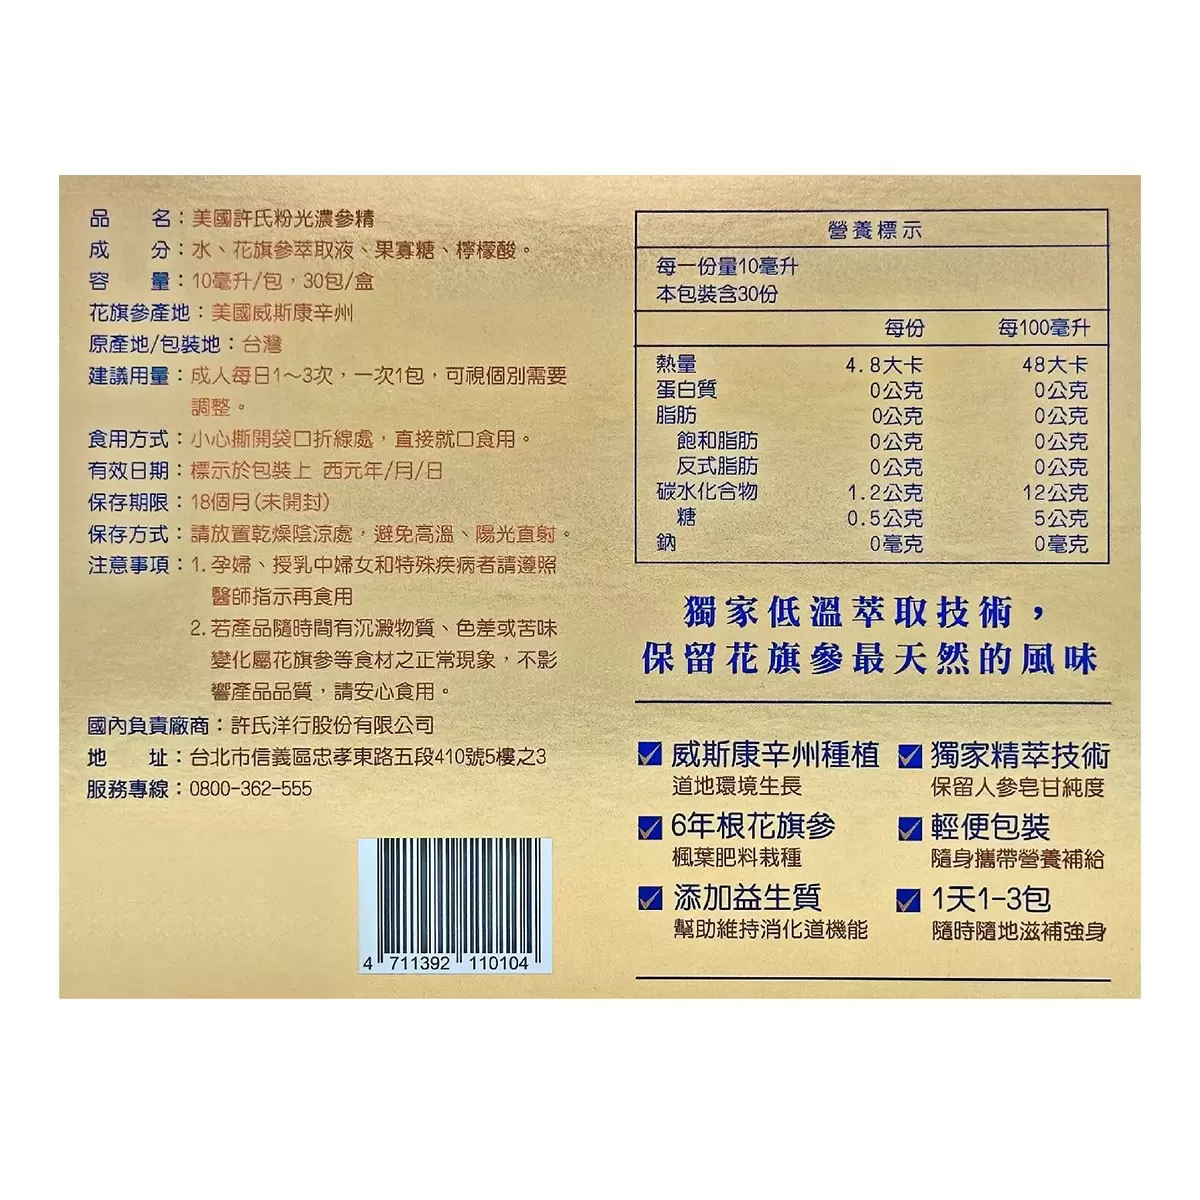 品　名：美國許氏粉光濃參精
成　分：水、花旗參萃取液、果寡糖、檸檬酸。
容　量：10毫升/包，30包/盒
花旗參產地：美國威斯康辛州
原產地/包裝地：台灣
建議用量：成人每日1～3次，一次1包，可視個別需要
調整。
食用方式：小心撕開袋口折線處，直接就口食用。
有效日期：標示於包裝上 西元年/月/日
保存期限：18個月(未開封)
保存方式：請放置乾燥陰涼處，避免高溫、陽光直射。
注意事項：1. 孕婦、授乳中婦女和特殊疾病者請遵照
醫師指示再食用
2. 若產品隨時間有沉澱物質、色差或苦味
變化屬花旗參等食材之正常現象，不影
響產品品質，請安心食用。
國內負責廠商：許氏洋行股份有限公司
地　址：台北市信義區忠孝東路五段410號5樓之3
服務專線：0800-362-555
4 711392 110104
營養標示
每一份量10毫升
本包裝含30份
每份 每100毫升
熱量 4.8大卡 48大卡
蛋白質 0公克 0公克
脂肪 0公克 0公克
飽和脂肪 0公克 0公克
反式脂肪 0公克 0公克
碳水化合物 1.2公克 12公克
糖 0.5公克 5公克
鈉 0毫克 0毫克
獨家低溫萃取技術，
保留花旗參最天然的風味
威斯康辛州種植
道地環境生長
獨家精萃技術
保留人參皂甘純度
6年根花旗參
楓葉肥料栽種
輕便包裝
隨身攜帶營養補給
添加益生質
幫助維持消化道機能
1天1-3包
隨時隨地滋補強身